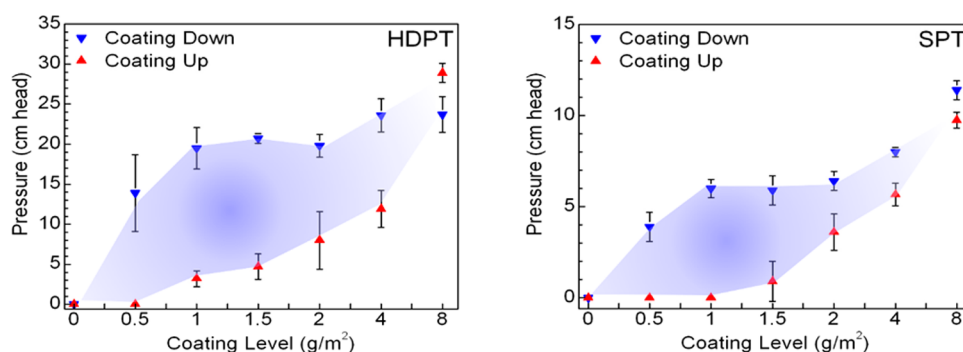 HDPT
Coating Down
Coating Up
Pressure (cm head)
35
30
25
20
15
10
5
0
0 0.5 1 1.5 2 4 8
Coating Level (g/m²)
SPT
Coating Down
Coating Up
Pressure (cm head)
15
10
5
0
0 0.5 1 1.5 2 4 8
Coating Level (g/m²)